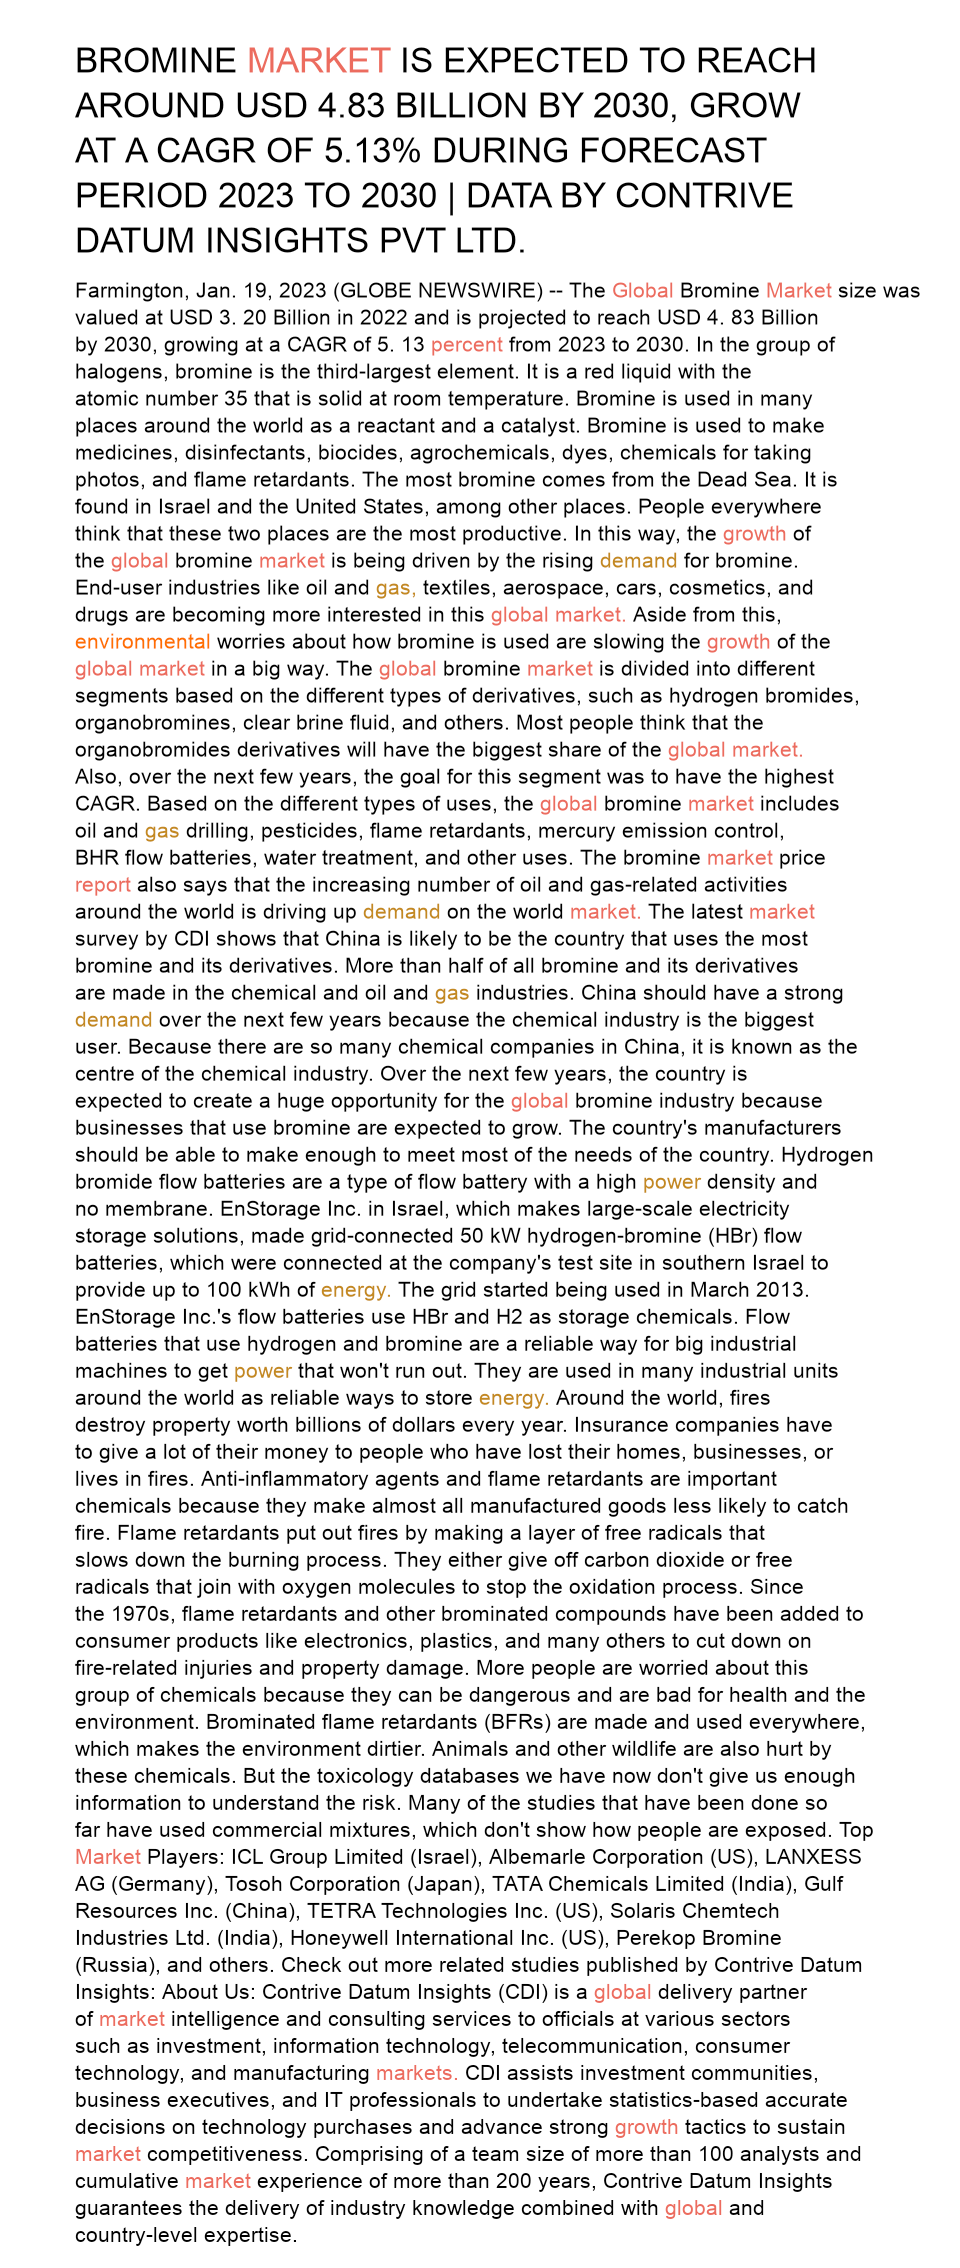 BROMINE MARKET IS EXPECTED TO REACH
AROUND USD 4.83 BILLION BY 2030, GROW
AT A CAGR OF 5.13% DURING FORECAST
PERIOD 2023 TO 2030 | DATA BY CONTRIVE
DATUM INSIGHTS PVT LTD.
Farmington, Jan. 19, 2023 (GLOBE NEWSWIRE) -- The Global Bromine Market size was
valued at USD 3. 20 Billion in 2022 and is projected to reach USD 4. 83 Billion
by 2030, growing at a CAGR of 5. 13 percent from 2023 to 2030. In the group of
halogens, bromine is the third-largest element. It is a red liquid with the
atomic number 35 that is solid at room temperature. Bromine is used in many
places around the world as a reactant and a catalyst. Bromine is used to make
medicines, disinfectants, biocides, agrochemicals, dyes, chemicals for taking
photos, and flame retardants. The most bromine comes from the Dead Sea. It is
found in Israel and the United States, among other places. People everywhere
think that these two places are the most productive. In this way, the growth of
the global bromine market is being driven by the rising demand for bromine.
End-user industries like oil and gas, textiles, aerospace, cars, cosmetics, and
drugs are becoming more interested in this global market. Aside from this,
environmental worries about how bromine is used are slowing the growth of the
global market in a big way. The global bromine market is divided into different
segments based on the different types of derivatives, such as hydrogen bromides,
organobromines, clear brine fluid, and others. Most people think that the
organobromides derivatives will have the biggest share of the global market.
Also, over the next few years, the goal for this segment was to have the highest
CAGR. Based on the different types of uses, the global bromine market includes
oil and gas drilling, pesticides, flame retardants, mercury emission control,
BHR flow batteries, water treatment, and other uses. The bromine market price
report also says that the increasing number of oil and gas-related activities
around the world is driving up demand on the world market. The latest market
survey by CDI shows that China is likely to be the country that uses the most
bromine and its derivatives. More than half of all bromine and its derivatives
are made in the chemical and oil and gas industries. China should have a strong
demand over the next few years because the chemical industry is the biggest
user. Because there are so many chemical companies in China, it is known as the
centre of the chemical industry. Over the next few years, the country is
expected to create a huge opportunity for the global bromine industry because
businesses that use bromine are expected to grow. The country's manufacturers
should be able to make enough to meet most of the needs of the country. Hydrogen
bromide flow batteries are a type of flow battery with a high power density and
no membrane. EnStorage Inc. in Israel, which makes large-scale electricity
storage solutions, made grid-connected 50 kW hydrogen-bromine (HBr) flow
batteries, which were connected at the company's test site in southern Israel to
provide up to 100 kWh of energy. The grid started being used in March 2013.
EnStorage Inc.'s flow batteries use HBr and H2 as storage chemicals. Flow
batteries that use hydrogen and bromine are a reliable way for big industrial
machines to get power that won't run out. They are used in many industrial units
around the world as reliable ways to store energy. Around the world, fires
destroy property worth billions of dollars every year. Insurance companies have
to give a lot of their money to people who have lost their homes, businesses, or
lives in fires. Anti-inflammatory agents and flame retardants are important
chemicals because they make almost all manufactured goods less likely to catch
fire. Flame retardants put out fires by making a layer of free radicals that
slows down the burning process. They either give off carbon dioxide or free
radicals that join with oxygen molecules to stop the oxidation process. Since
the 1970s, flame retardants and other brominated compounds have been added to
consumer products like electronics, plastics, and many others to cut down on
fire-related injuries and property damage. More people are worried about this
group of chemicals because they can be dangerous and are bad for health and the
environment. Brominated flame retardants (BFRs) are made and used everywhere,
which makes the environment dirtier. Animals and other wildlife are also hurt by
these chemicals. But the toxicology databases we have now don't give us enough
information to understand the risk. Many of the studies that have been done so
far have used commercial mixtures, which don't show how people are exposed. Top
Market Players: ICL Group Limited (Israel), Albemarle Corporation (US), LANXESS
AG (Germany), Tosoh Corporation (Japan), TATA Chemicals Limited (India), Gulf
Resources Inc. (China), TETRA Technologies Inc. (US), Solaris Chemtech
Industries Ltd. (India), Honeywell International Inc. (US), Perekop Bromine
(Russia), and others. Check out more related studies published by Contrive Datum
Insights: About Us: Contrive Datum Insights (CDI) is a global delivery partner
of market intelligence and consulting services to officials at various sectors
such as investment, information technology, telecommunication, consumer
technology, and manufacturing markets. CDI assists investment communities,
business executives, and IT professionals to undertake statistics-based accurate
decisions on technology purchases and advance strong growth tactics to sustain
market competitiveness. Comprising of a team size of more than 100 analysts and
cumulative market experience of more than 200 years, Contrive Datum Insights
guarantees the delivery of industry knowledge combined with global and
country-level expertise.